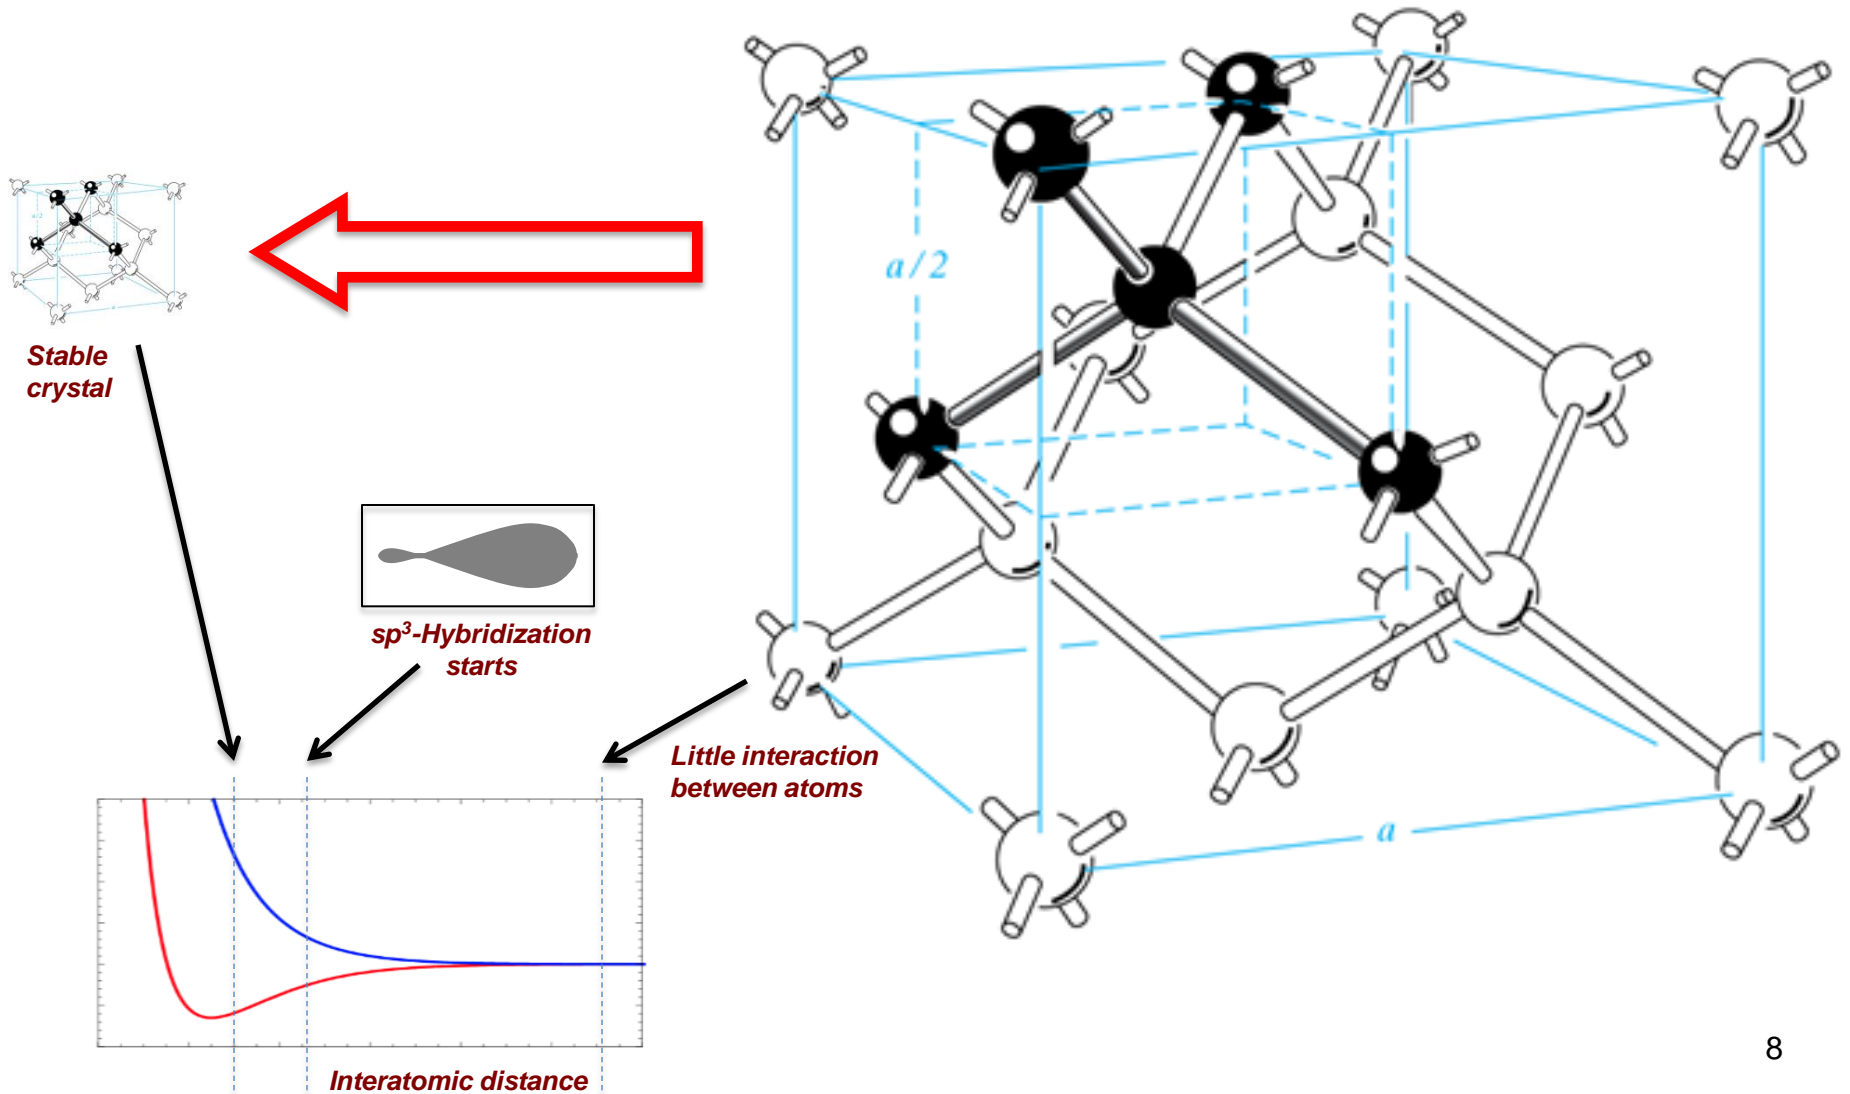 a/2
Stable
crystal
sp³-Hybridization
starts
Little interaction
between atoms
a
Interatomic distance
8